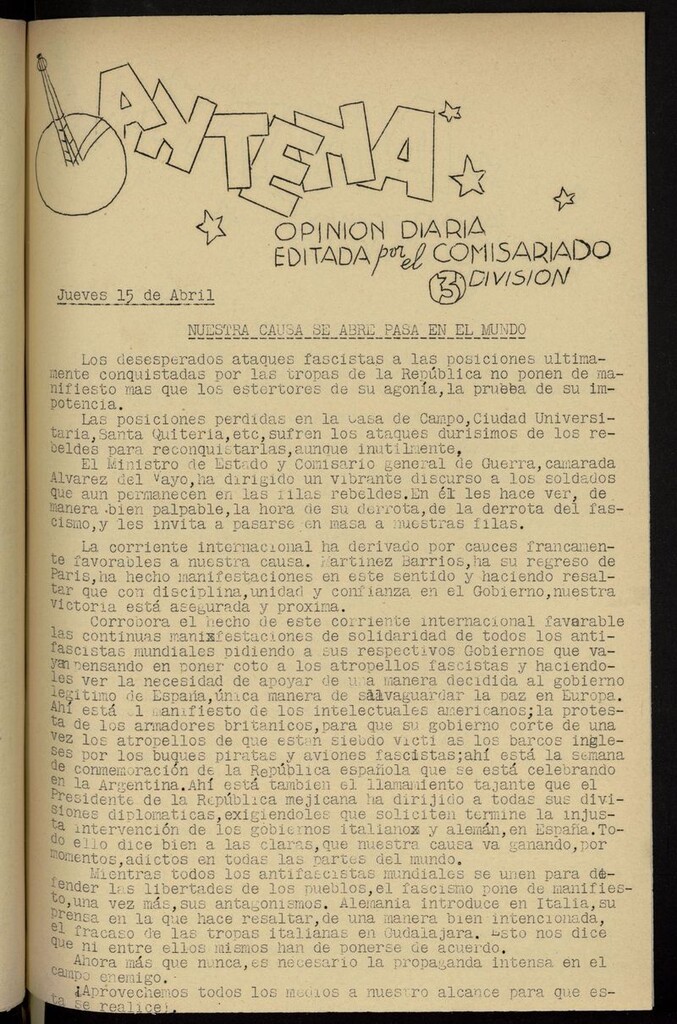 ANTENA
OPINION DIARIA
EDITADA por el COMISARIADO
3 DIVISION
Jueves 15 de Abril
NUESTRA CAUSA SE ABRE PASA EN EL MUNDO
Los desesperados ataques fascistas a las posiciones ultima-
mente conquistadas por las tropas de la República no ponen de ma-
nifiesto mas que los estertores de su agonía,la prueba de su im-
potencia.
Las posiciones perdidas en la Casa de Campo,Ciudad Universi-
taria,Santa Quiteria,etc,sufren los ataques durisimos de los re-
beldes para reconquistarlas,aunque inutilmente,
El Ministro de Estado y Comisario general de Guerra,camarada
Alvarez del Vayo,ha dirigido un vibrante discurso a los soldados
que aun permanecen en las filas rebeldes.En él les hace ver, de
manera bien palpable,la hora de su derrota,de la derrota del fas-
cismo,y les invita a pasarse en masa a nuestras filas.
La corriente internacional ha derivado por cauces francamen-
te favorables a nuestra causa. Martinez Barrios,ha su regreso de
Paris,ha hecho manifestaciones en este sentido y haciendo resal-
tar que con disciplina,unidad y confianza en el Gobierno,nuestra
victoria está asegurada y proxima.
Corrobora el hecho de este corriente internacional favarable
las continuas manixfestaciones de solidaridad de todos los anti-
fascistas mundiales pidiendo a sus respectivos Gobiernos que va-
yan pensando en poner coto a los atropellos fascistas y haciendo-
les ver la necesidad de apoyar de una manera decidida al gobierno
legitimo de España,única manera de salvaguardar la paz en Europa.
Ahí está el manifiesto de los intelectuales americanos;la protes-
ta de los armadores britanicos,para que su gobierno corte de una
vez los atropellos de que estan siebdo victimas los barcos ingle-
ses por los buques piratas y aviones fascistas;ahí está la semana
de conmemoración de la República española que se está celebrando
en la Argentina.Ahí está tambien el llamamiento tajante que el
Presidente de la República mejicana ha dirijido a todas sus divi-
siones diplomaticas,exigiendoles que soliciten termine la injus-
ta intervención de los gobiernos italianox y alemán,en España.To-
do ello dice bien a las claras,que nuestra causa va ganando,por
momentos,adictos en todas las partes del mundo.
Mientras todos los antifascistas mundiales se unen para de-
fender las libertades de los pueblos,el fascismo pone de manifies-
to,una vez más,sus antagonismos. Alemania introduce en Italia,su
prensa en la que hace resaltar,de una manera bien intencionada,
el fracaso de las tropas italianas en Gudalajara. Esto nos dice
que ni entre ellos mismos han de ponerse de acuerdo.
Ahora más que nunca,es necesario la propaganda intensa en el
campo enemigo.
¡Aprovechemos todos los medios a nuestro alcance para que es-
ta se realice!.